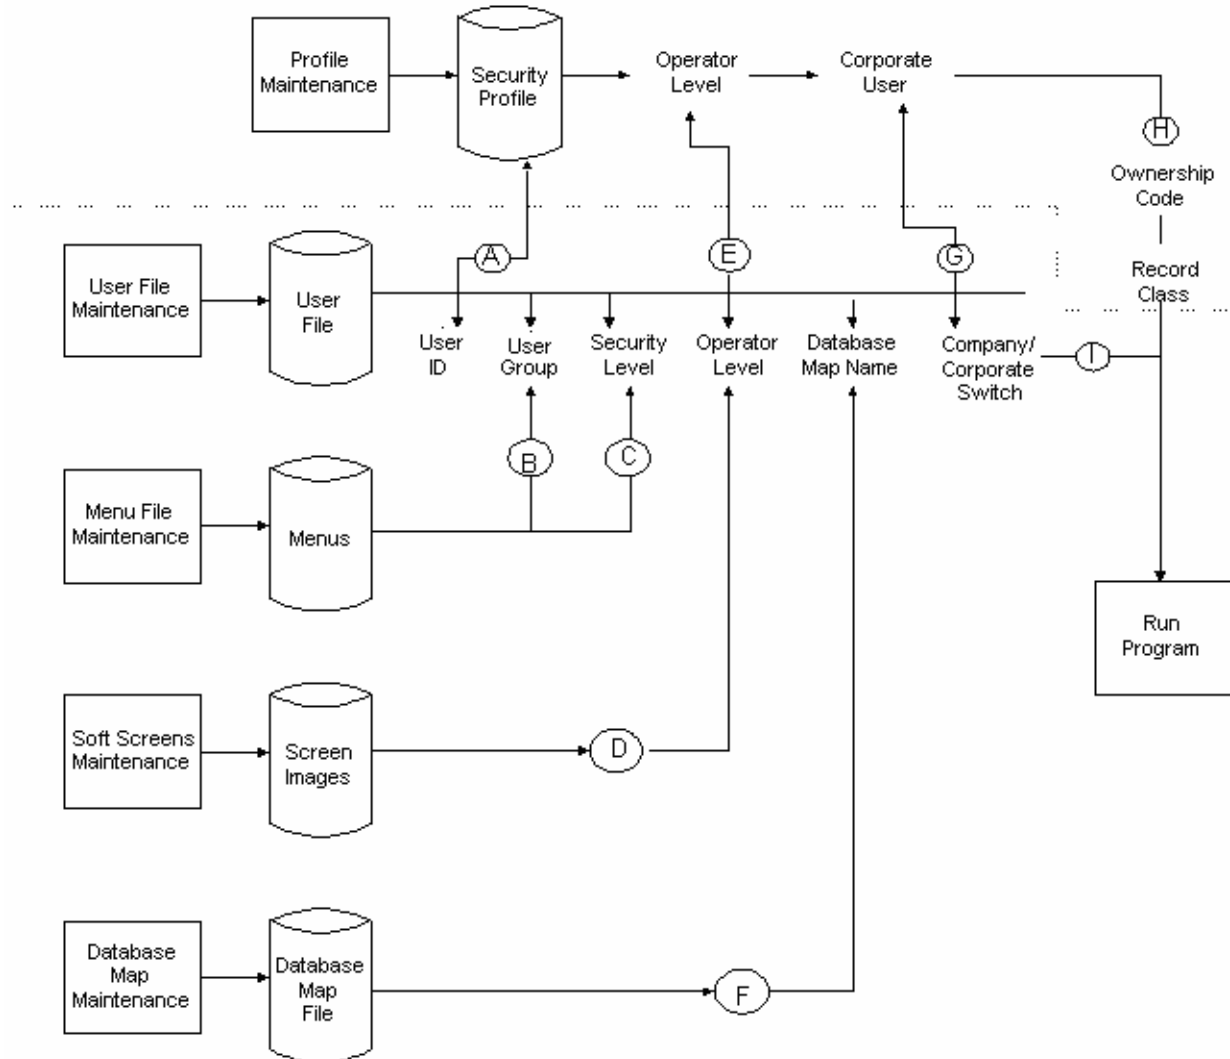 Profile
Maintenance
Security
Profile
Operator
Level
Corporate
User
H
Ownership
Code
Record
Class
User File
Maintenance
User
File
A
E
G
User
ID
User
Group
Security
Level
Operator
Level
Database
Map Name
Company/
Corporate
Switch
I
Menu File
Maintenance
Menus
B
C
Run
Program
Soft Screens
Maintenance
Screen
Images
D
Database
Map
Maintenance
Database
Map
File
F